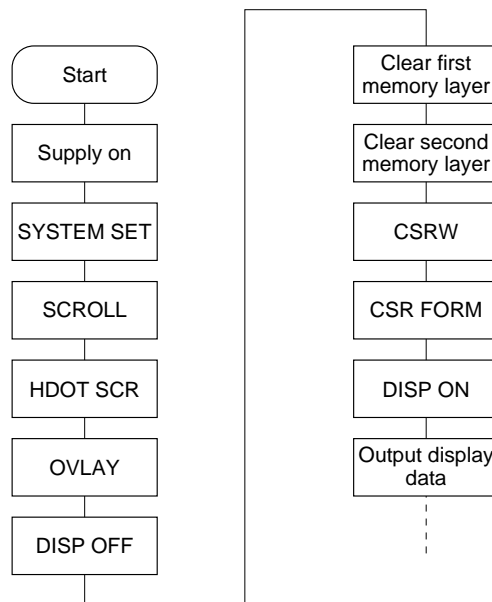 Start
Supply on
SYSTEM SET
SCROLL
HDOT SCR
OVLAY
DISP OFF
Clear first
memory layer
Clear second
memory layer
CSRW
CSR FORM
DISP ON
Output display
data